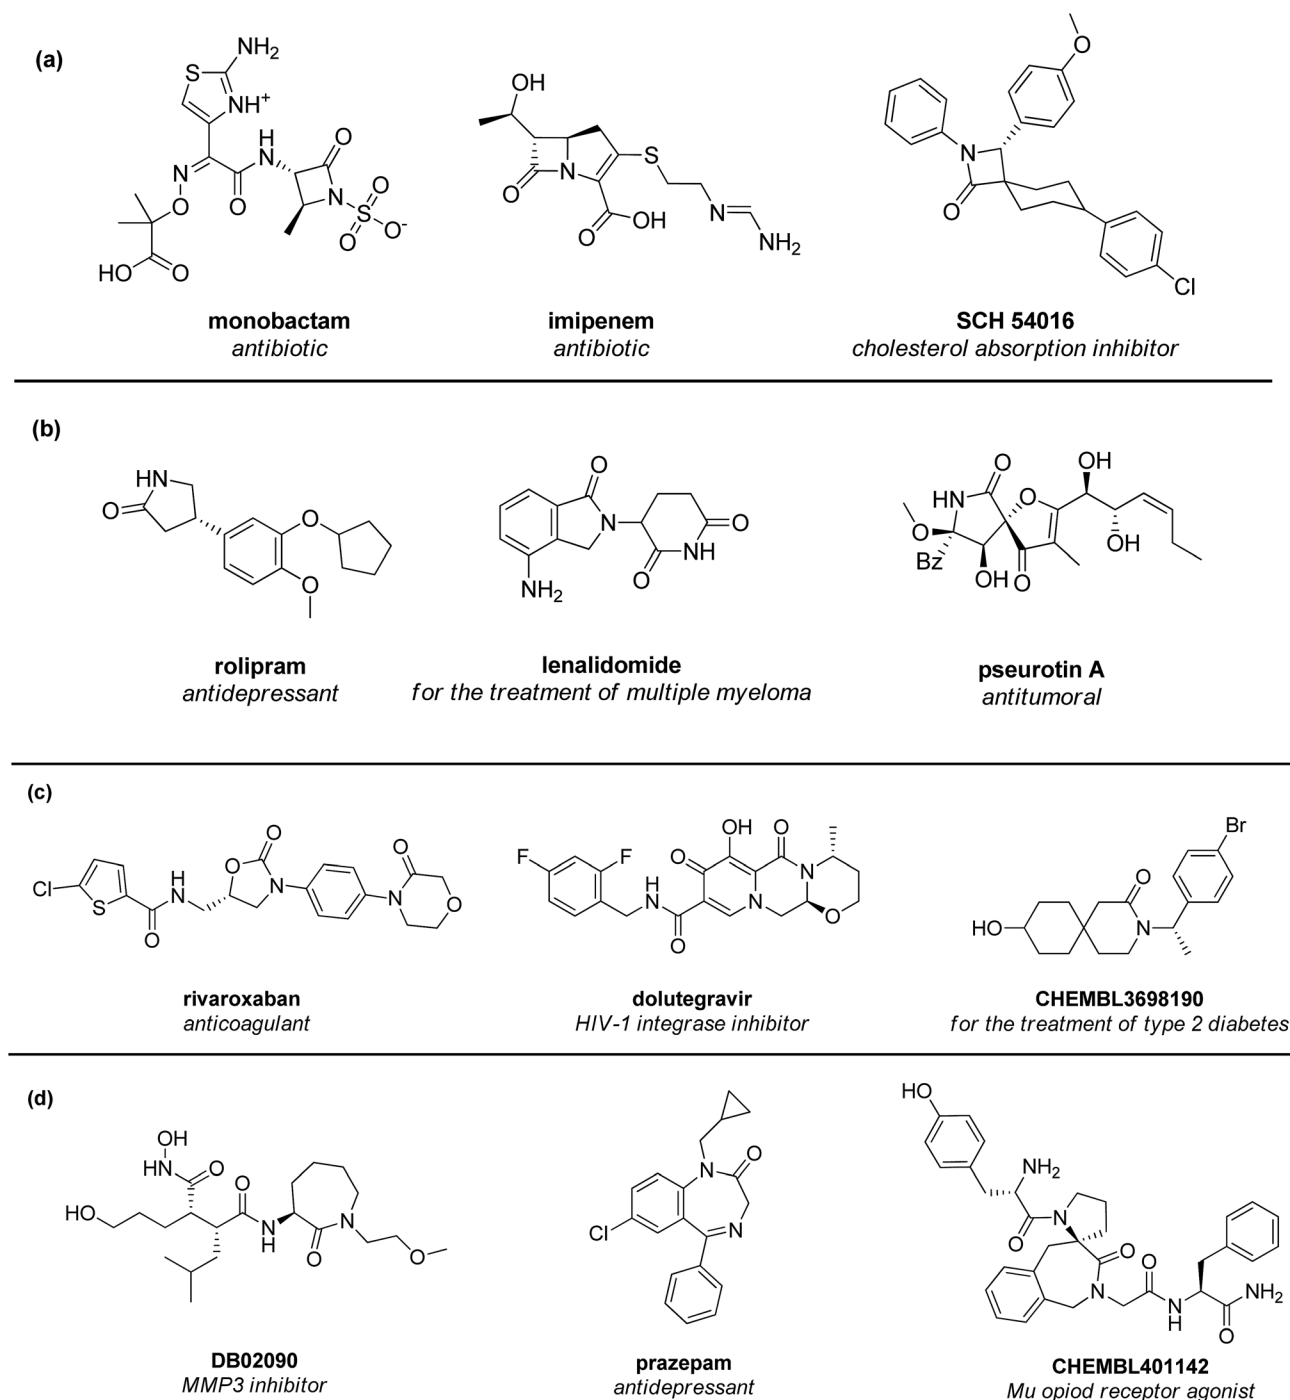 (a)
NH2
S
NH+
H
N
O
N
O
N
O
S
O
O-
O
HO
O
monobactam
antibiotic
OH
O
N
S
O
OH
N
NH2
imipenem
antibiotic
O
N
O
Cl
SCH 54016
cholesterol absorption inhibitor
(b)
HN
O
O
O
rolipram
antidepressant
O
N
O
O
NH
NH2
lenalidomide
for the treatment of multiple myeloma
O
OH
HN
O
O
Bz
OH
O
OH
pseurotin A
antitumoral
(c)
Cl
S
O
H
N
O
O
N
O
N
O
rivaroxaban
anticoagulant
F
F
H
N
O
O
OH
O
N
N
O
dolutegravir
HIV-1 integrase inhibitor
HO
O
N
Br
CHEMBL3698190
for the treatment of type 2 diabetes
(d)
OH
HN
O
HO
O
N
H
O
N
O
DB02090
MMP3 inhibitor
N
O
Cl
N
prazepam
antidepressant
HO
NH2
O
N
O
N
O
N
H
O
NH2
CHEMBL401142
Mu opiod receptor agonist